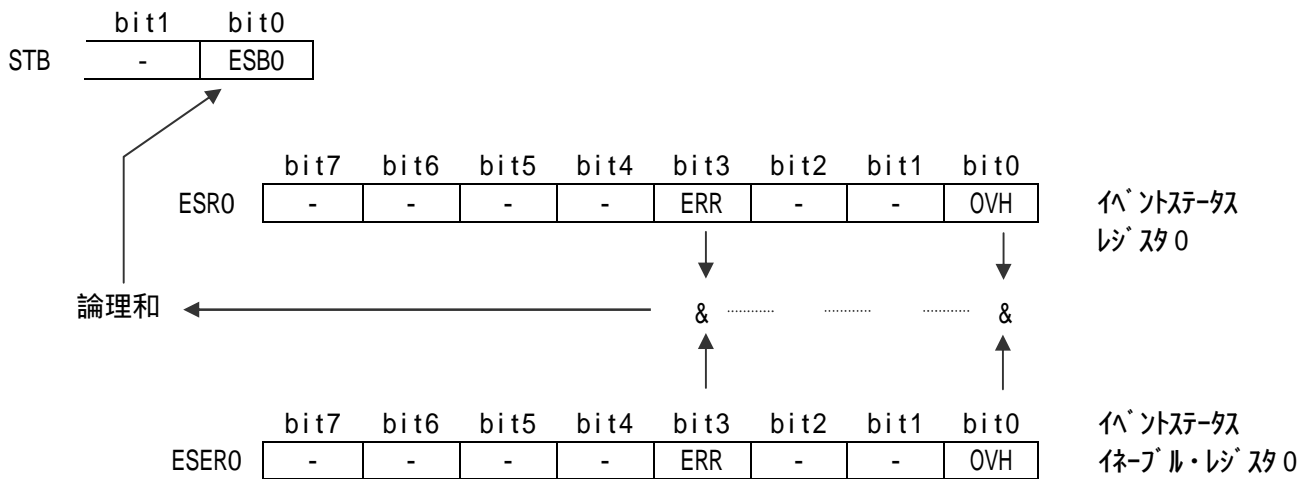 bit1 bit0
STB - ESB0
bit7 bit6 bit5 bit4 bit3 bit2 bit1 bit0
ESR0 - - - - ERR - - OVH
イベントステータス
レジスタ0
論理和 & & 
bit7 bit6 bit5 bit4 bit3 bit2 bit1 bit0
ESER0 - - - - ERR - - OVH
イベントステータス
イネーブル・レジスタ0